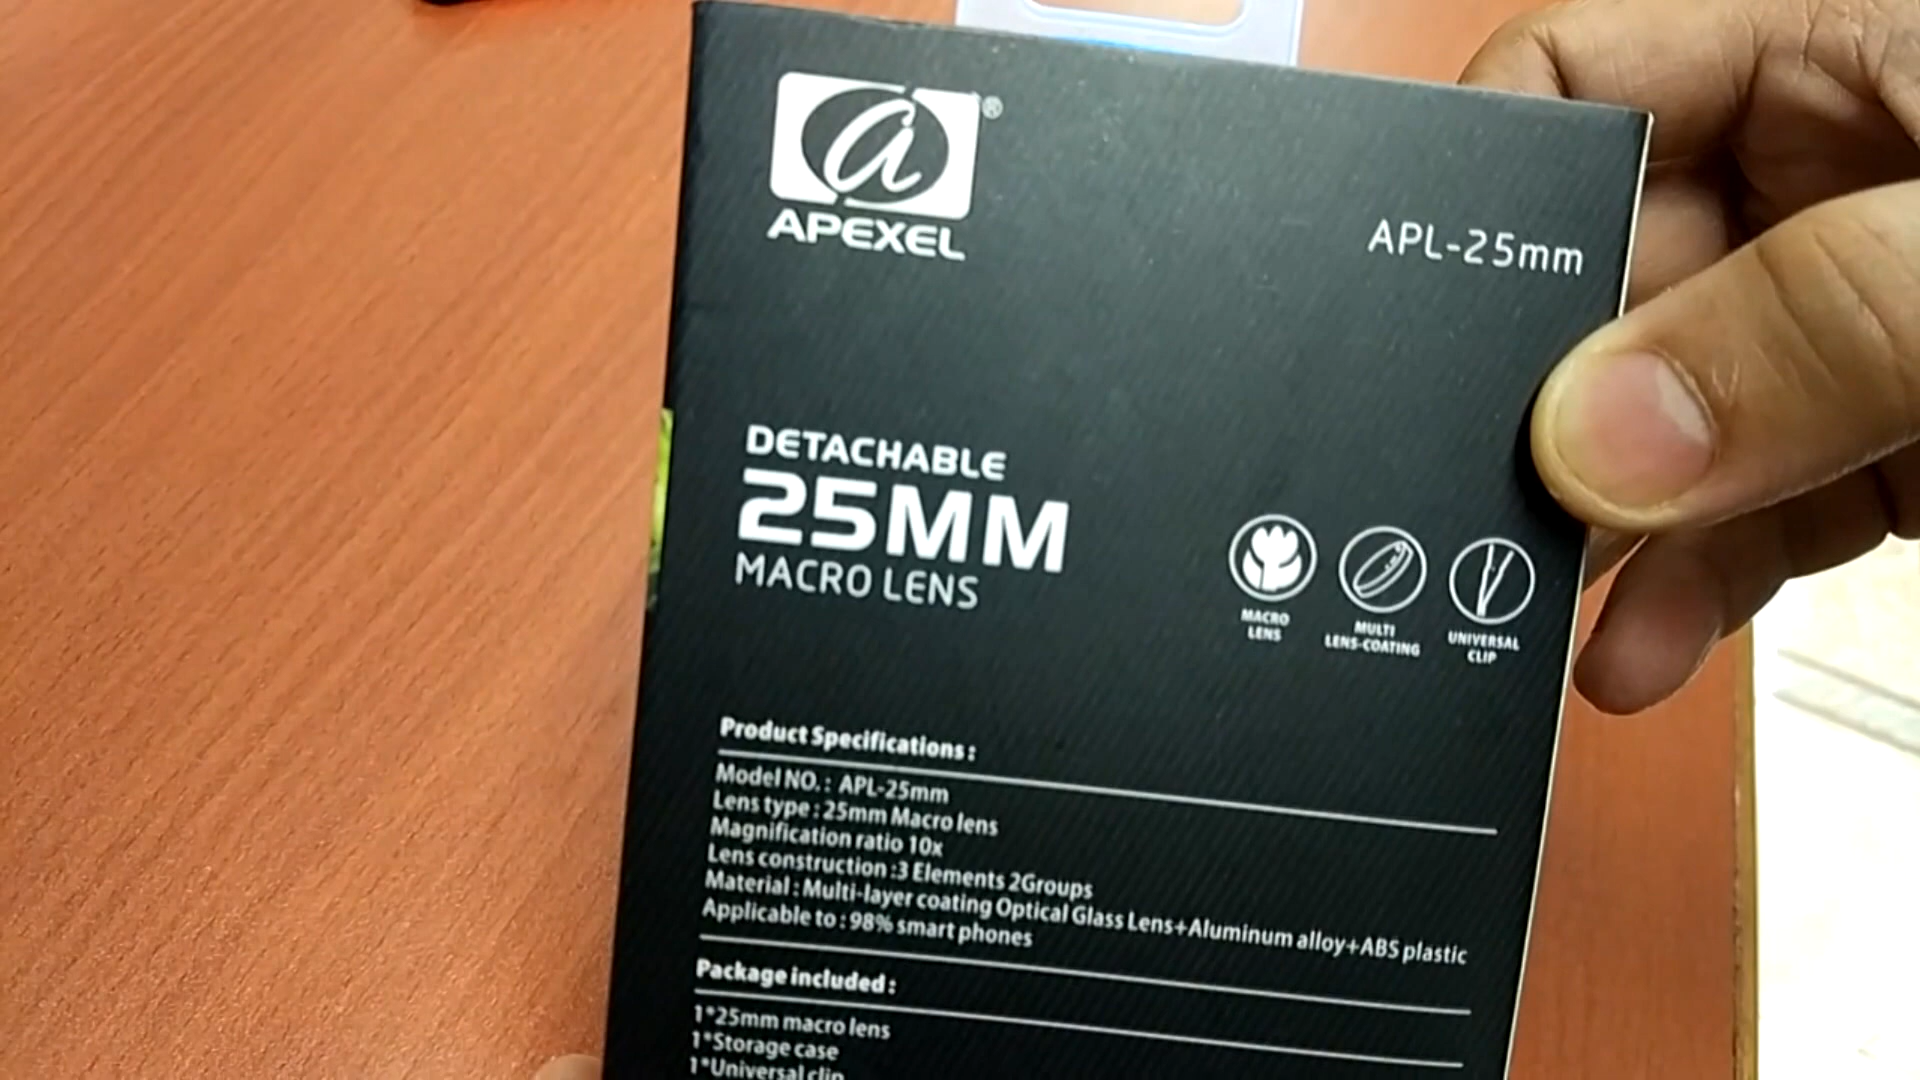 a®
APEXEL
APL-25mm
DETACHABLE
25MM
MACRO LENS
MACRO
LENS
MULTI
LENS-COATING
UNIVERSAL
CLIP
Product Specifications :
Model NO. : APL-25mm
Lens type : 25mm Macro lens
Magnification ratio 10x
Lens construction :3 Elements 2Groups
Material : Multi-layer coating Optical Glass Lens+Aluminum alloy+ABS plastic
Applicable to : 98% smart phones
Package included :
1*25mm macro lens
1*Storage case
1*Universal clip